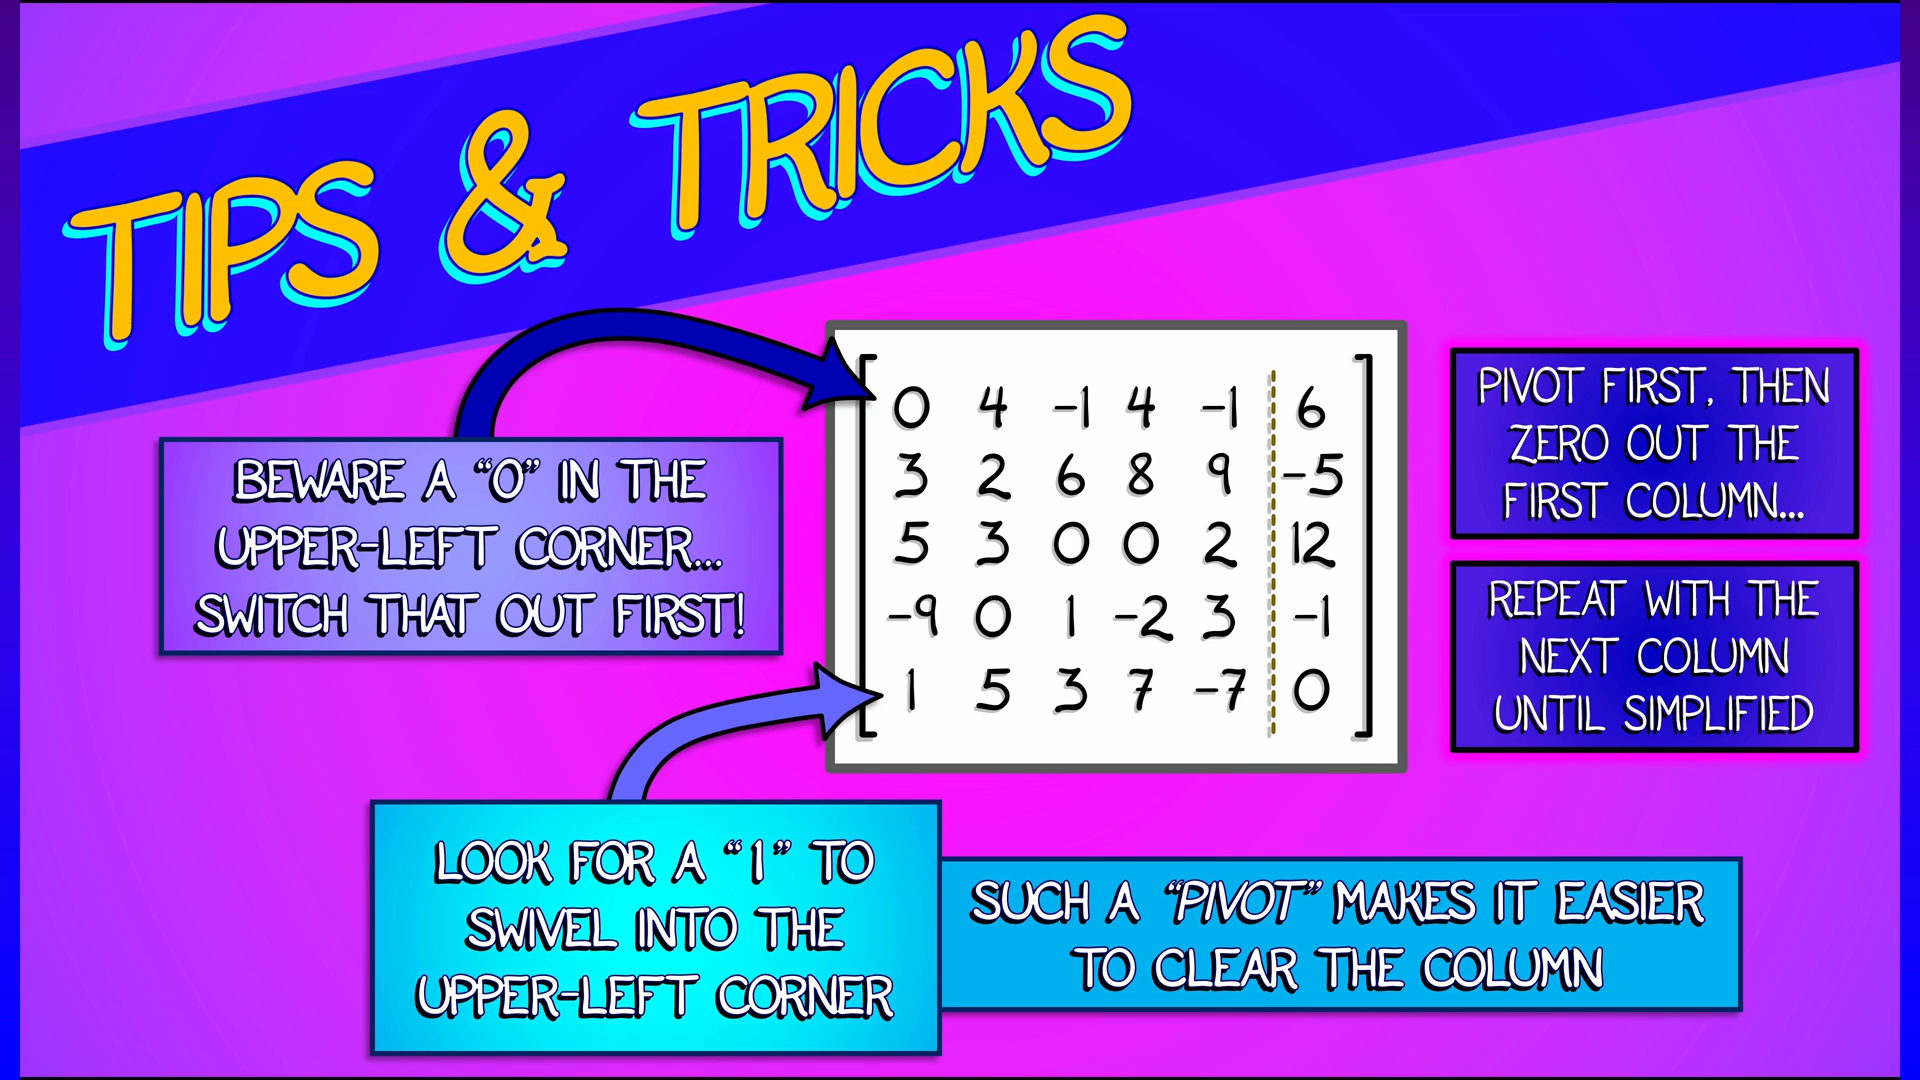 TIPS & TRICKS
BEWARE A "0" IN THE
UPPER-LEFT CORNER...
SWITCH THAT OUT FIRST!
0 4 -1 4 -1 6
3 2 6 8 9 -5
5 3 0 0 2 12
-9 0 1 -2 3 -1
1 5 3 7 -7 0
PIVOT FIRST, THEN
ZERO OUT THE
FIRST COLUMN...
REPEAT WITH THE
NEXT COLUMN
UNTIL SIMPLIFIED
LOOK FOR A "1" TO
SWIVEL INTO THE
UPPER-LEFT CORNER
SUCH A "PIVOT" MAKES IT EASIER
TO CLEAR THE COLUMN